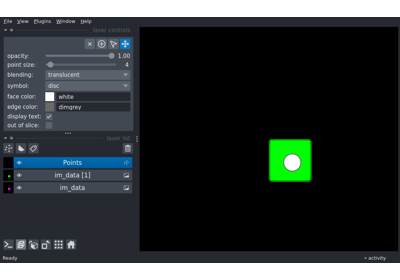 File View Plugins Window Help
layer controls
opacity: 1.00
point size: 4
blending: translucent
symbol: disc
face color: white
edge color: dimgrey
display text:
out of slice:
layer list
Points
im_data [1]
im_data
Ready
activity